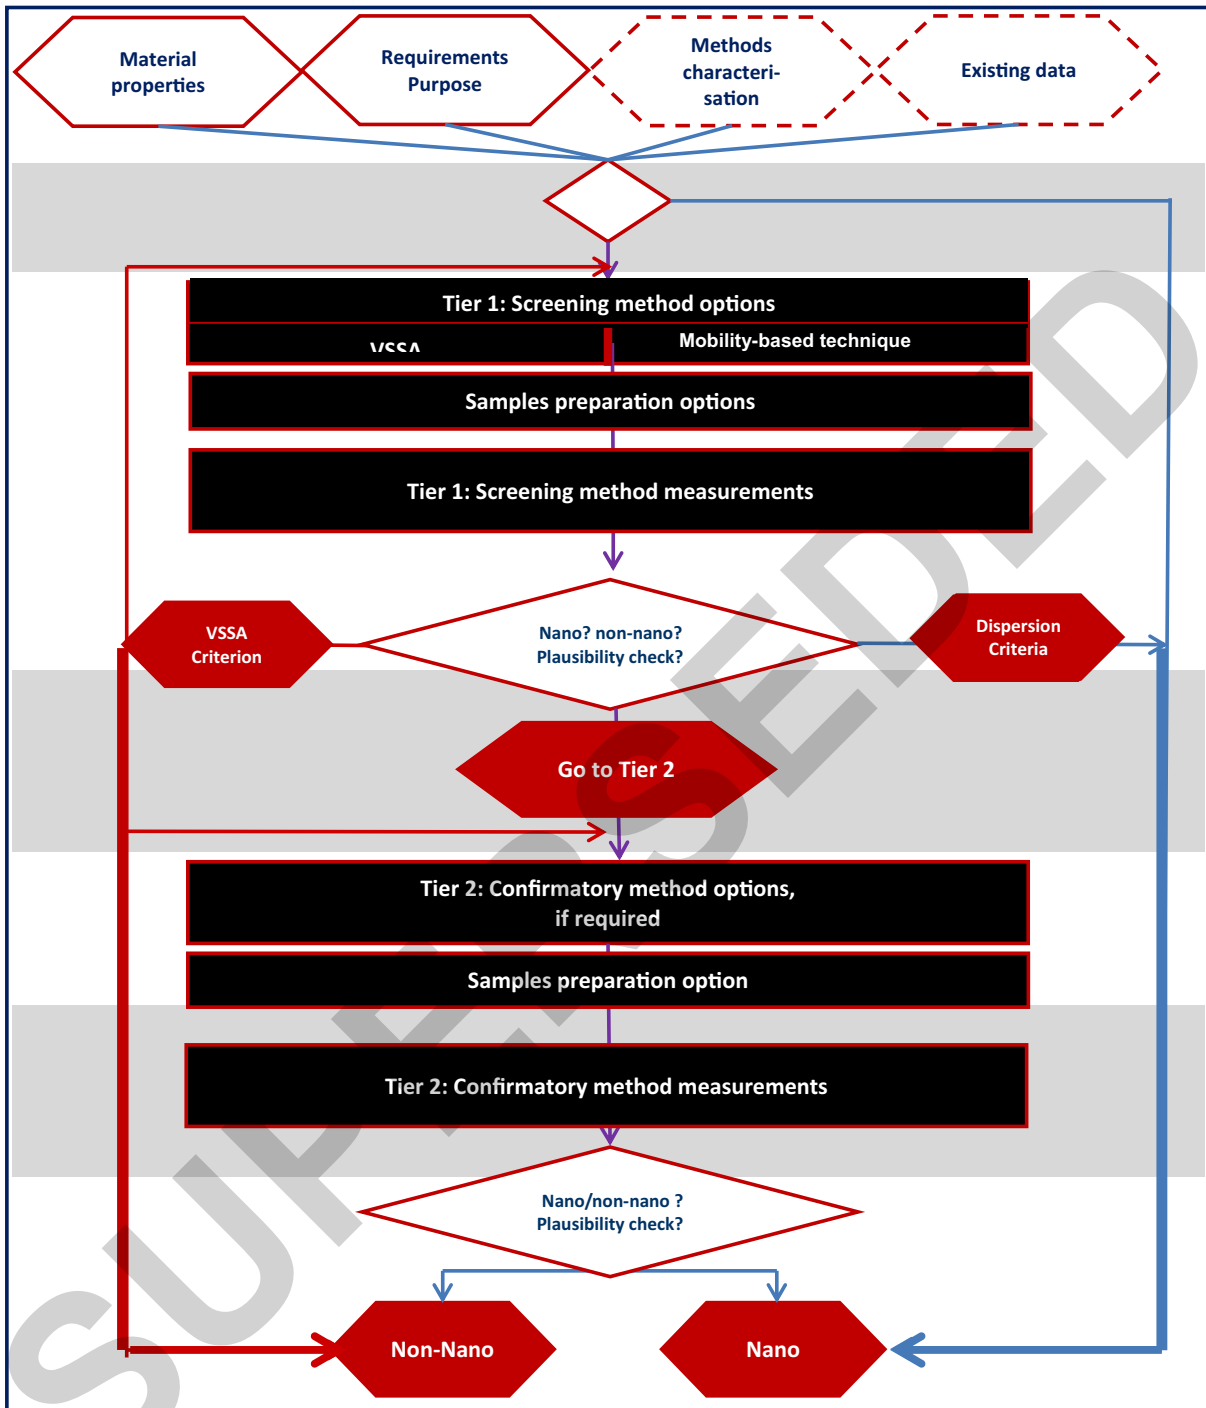 Material
properties
Requirements
Purpose
Methods
characteri-
sation
Existing data
Tier 1: Screening method options
VSSA
Mobility-based technique
Samples preparation options
Tier 1: Screening method measurements
VSSA
Criterion
Nano? non-nano?
Plausibility check?
Dispersion
Criteria
Go to Tier 2
Tier 2: Confirmatory method options,
if required
Samples preparation option
Tier 2: Confirmatory method measurements
Nano/non-nano ?
Plausibility check?
Non-Nano
Nano
SUPERSEDED